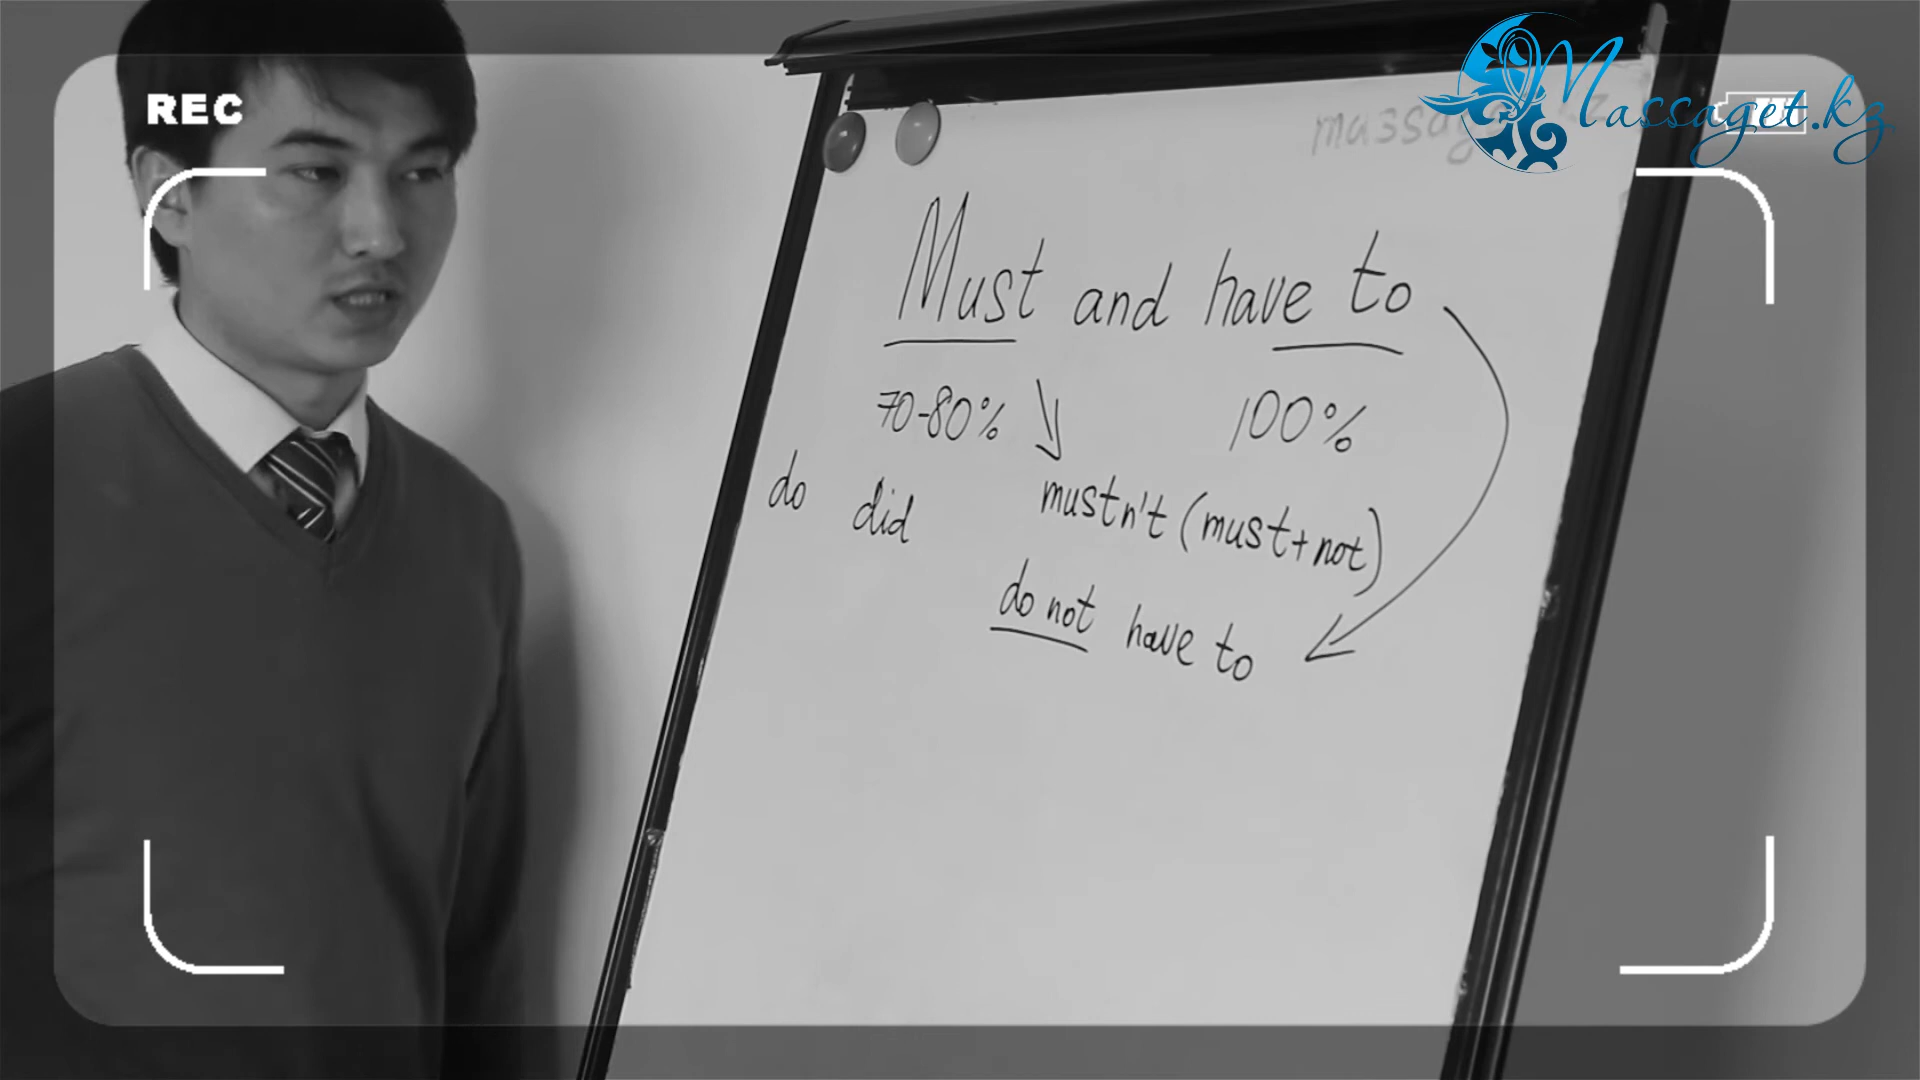 REC
Massaget.kz
massag
Must and have to
70-80% 100%
do did mustn't (must+not)
do not have to